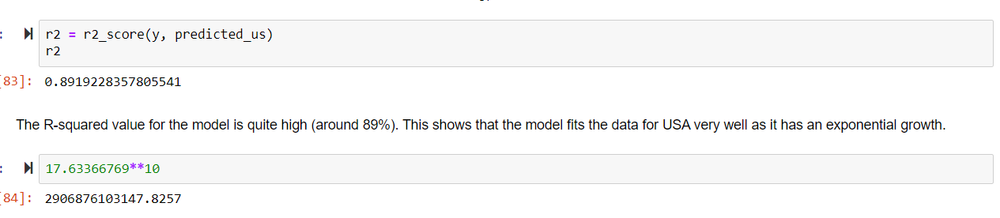 : r2 = r2_score(y, predicted_us)
r2
[83]: 0.8919228357805541
The R-squared value for the model is quite high (around 89%). This shows that the model fits the data for USA very well as it has an exponential growth.
: 17.63366769**10
[84]: 2906876103147.8257